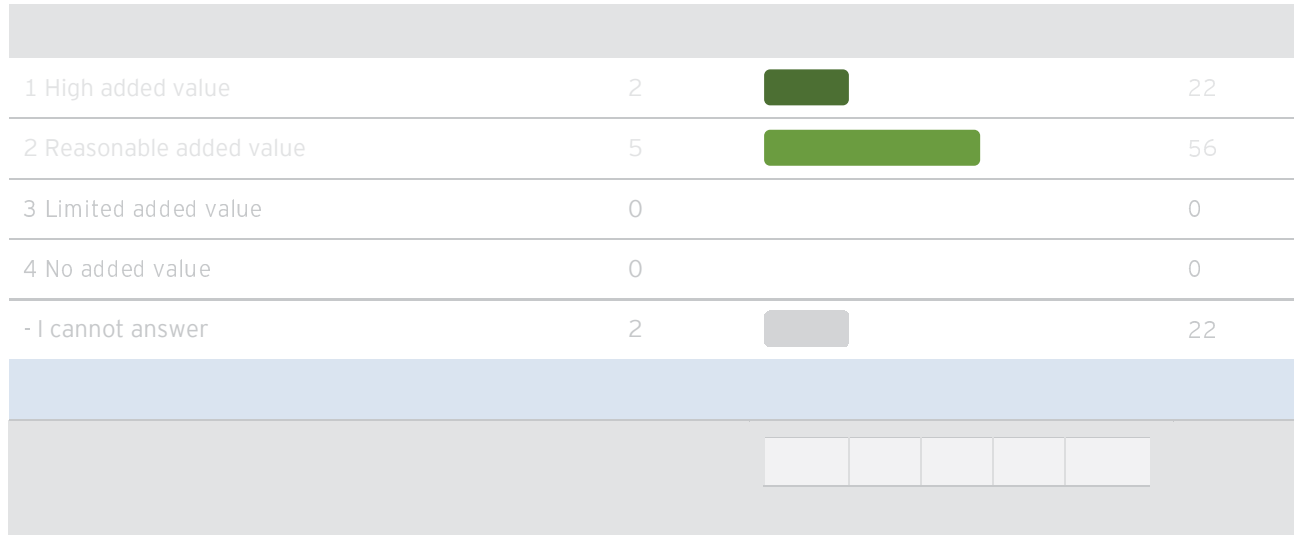 1 High added value 2 22
2 Reasonable added value 5 56
3 Limited added value 0 0
4 No added value 0 0
- I cannot answer 2 22